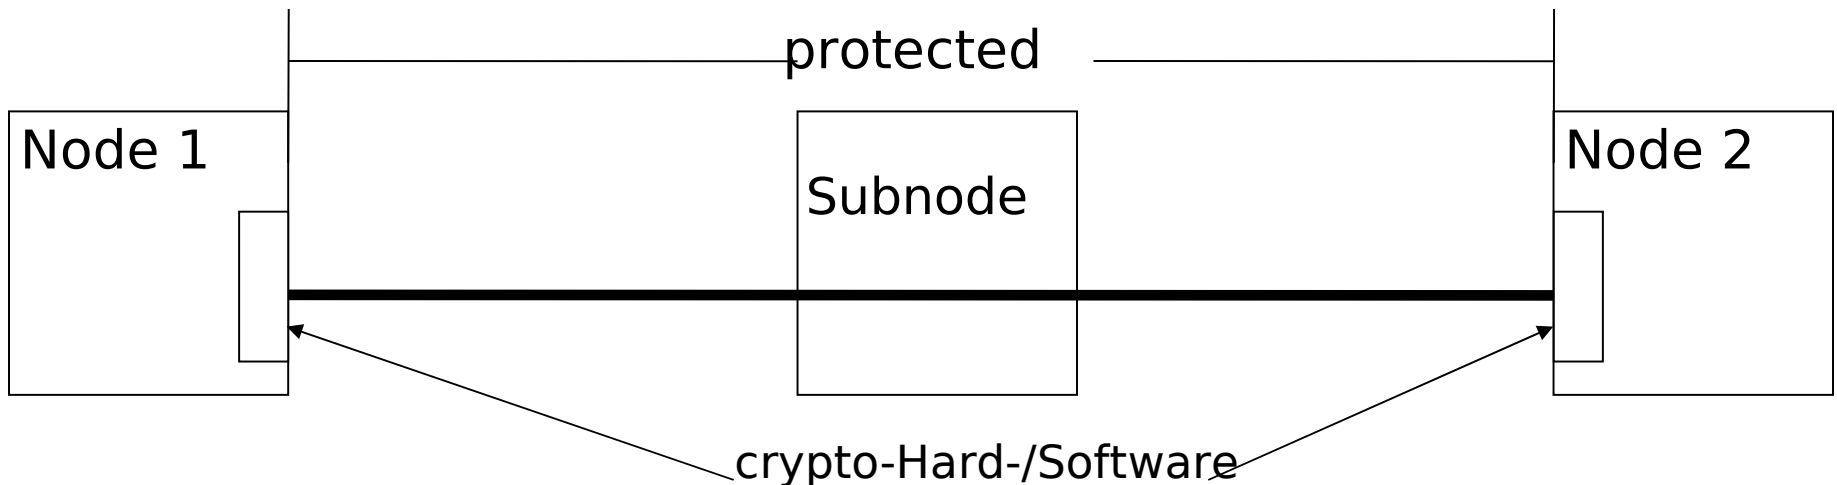 protected
Node 1
Subnode
Node 2
crypto-Hard-/Software